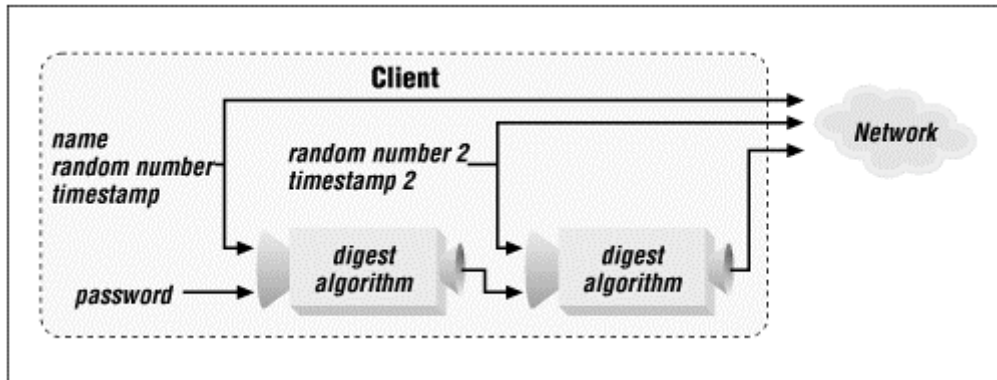 Client
name
random number
timestamp
random number 2
timestamp 2
Network
digest
algorithm
digest
algorithm
password